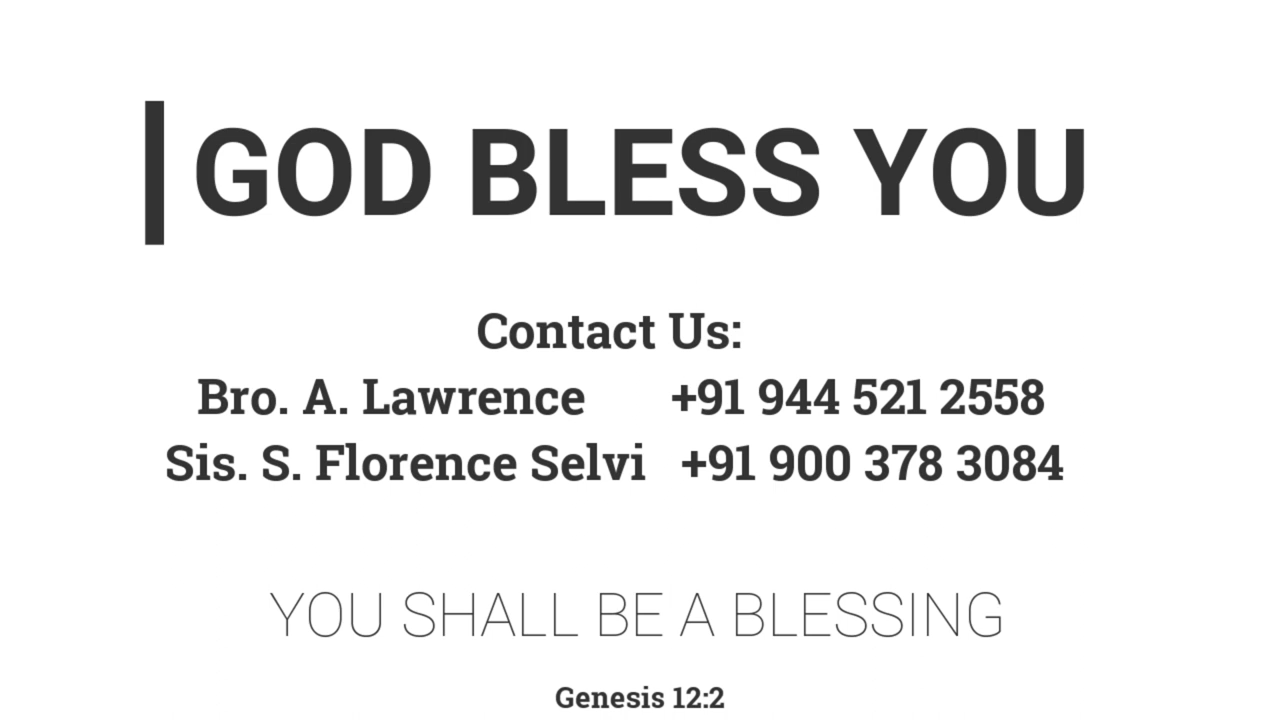 GOD BLESS YOU
Contact Us:
Bro. A. Lawrence +91 944 521 2558
Sis. S. Florence Selvi +91 900 378 3084
YOU SHALL BE A BLESSING
Genesis 12:2